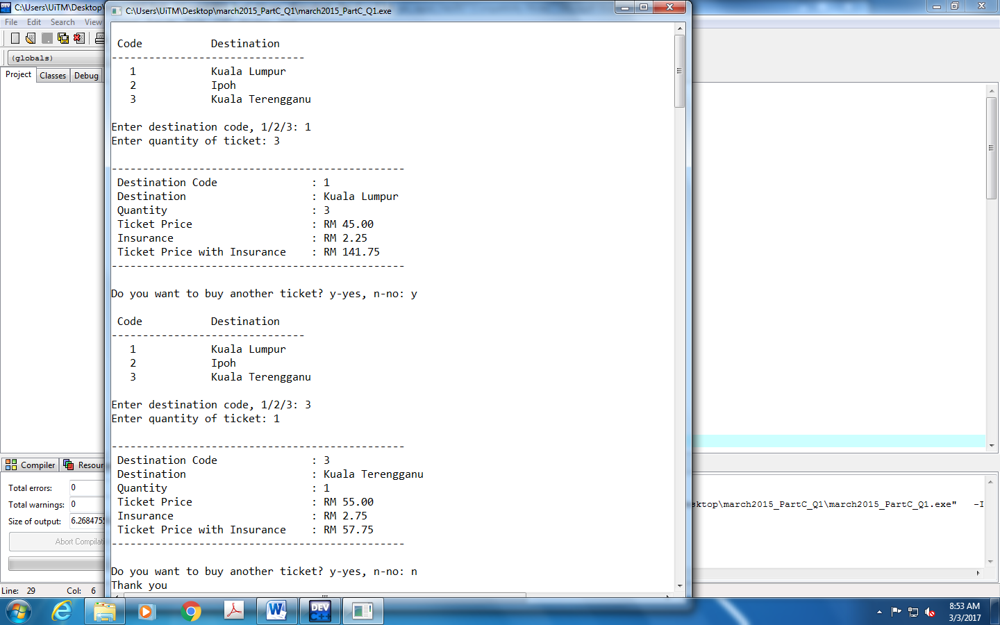 C:\Users\UiTM\Desktop\
C:\Users\UiTM\Desktop\march2015_PartC_Q1\march2015_PartC_Q1.exe
File Edit Search View
(globals)
Project Classes Debug
Code Destination
-------------------------------
1 Kuala Lumpur
2 Ipoh
3 Kuala Terengganu
Enter destination code, 1/2/3: 1
Enter quantity of ticket: 3
-----------------------------------------------
Destination Code : 1
Destination : Kuala Lumpur
Quantity : 3
Ticket Price : RM 45.00
Insurance : RM 2.25
Ticket Price with Insurance : RM 141.75
-----------------------------------------------
Do you want to buy another ticket? y-yes, n-no: y
Code Destination
-------------------------------
1 Kuala Lumpur
2 Ipoh
3 Kuala Terengganu
Enter destination code, 1/2/3: 3
Enter quantity of ticket: 1
-----------------------------------------------
Destination Code : 3
Destination : Kuala Terengganu
Quantity : 1
Ticket Price : RM 55.00
Insurance : RM 2.75
Ticket Price with Insurance : RM 57.75
-----------------------------------------------
Do you want to buy another ticket? y-yes, n-no: n
Thank you
Compiler Resour
Total errors: 0
Total warnings: 0
Size of output: 6.268475
Abort Compilati
sktop\march2015_PartC_Q1\march2015_PartC_Q1.exe" -I
Line: 29 Col: 6
DEV C++
8:53 AM
3/3/2017